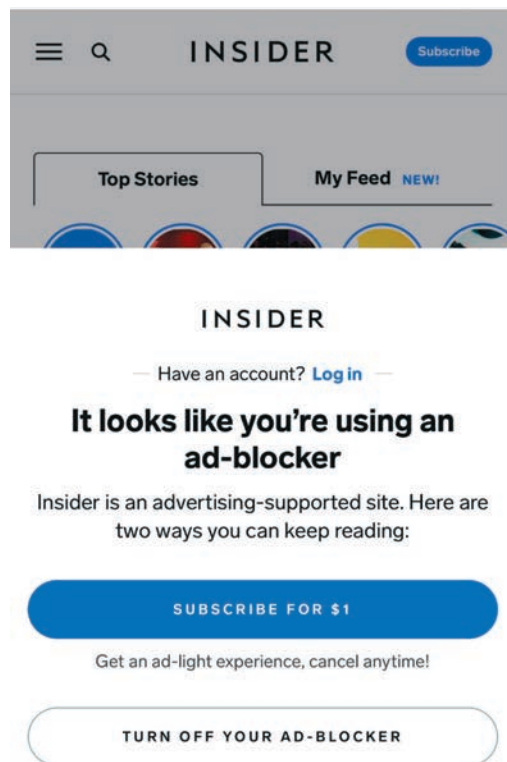 INSIDER
Subscribe
Top Stories
My Feed NEW!
INSIDER
Have an account? Log in
It looks like you’re using an
ad-blocker
Insider is an advertising-supported site. Here are
two ways you can keep reading:
SUBSCRIBE FOR $1
Get an ad-light experience, cancel anytime!
TURN OFF YOUR AD-BLOCKER